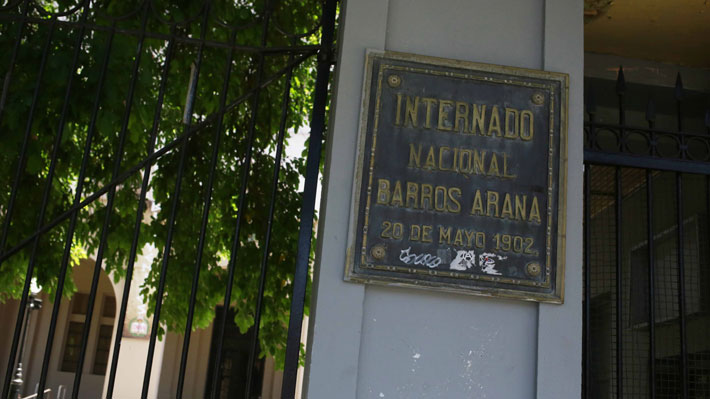 INTERNADO
NACIONAL
BARROS ARANA
20 DE MAYO 1902.